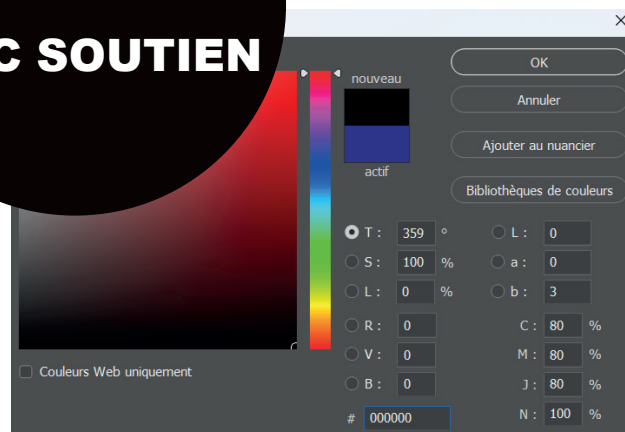 C SOUTIEN
nouveau
actif
OK
Annuler
Ajouter au nuancier
Bibliothèques de couleurs
T : 359 °
S : 100 %
L : 0 %
R : 0
V : 0
B : 0
# 000000
L : 0
a : 0
b : 3
C : 80 %
M : 80 %
J : 80 %
N : 100 %
Couleurs Web uniquement